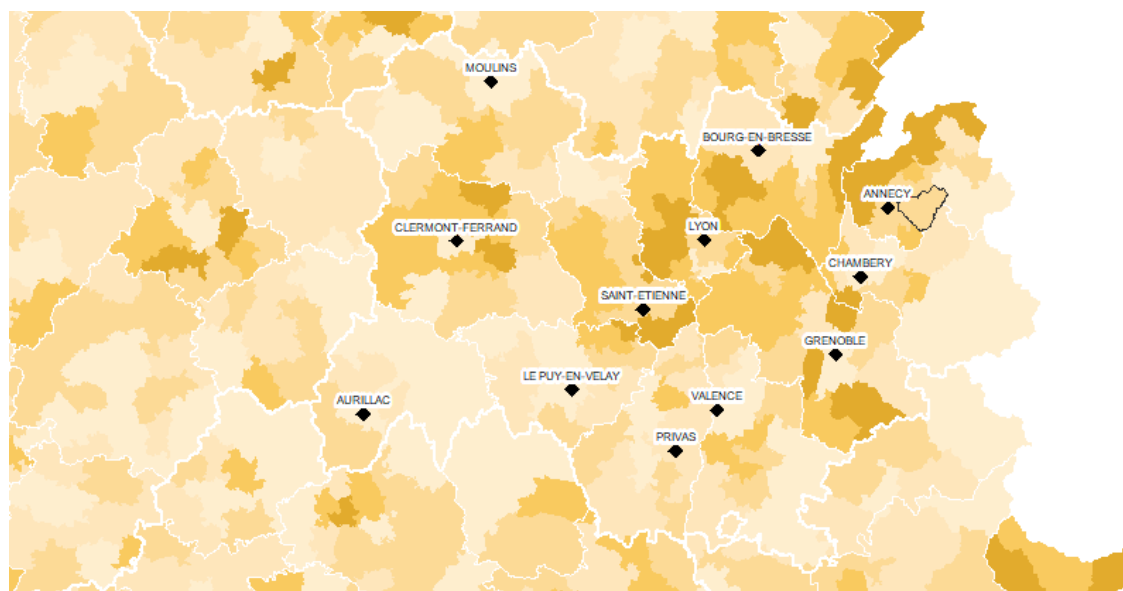 MOULINS
BOURG-EN-BRESSE
ANNECY
CLERMONT-FERRAND
LYON
CHAMBERY
SAINT-ETIENNE
GRENOBLE
LE PUY-EN-VELAY
AURILLAC
VALENCE
PRIVAS